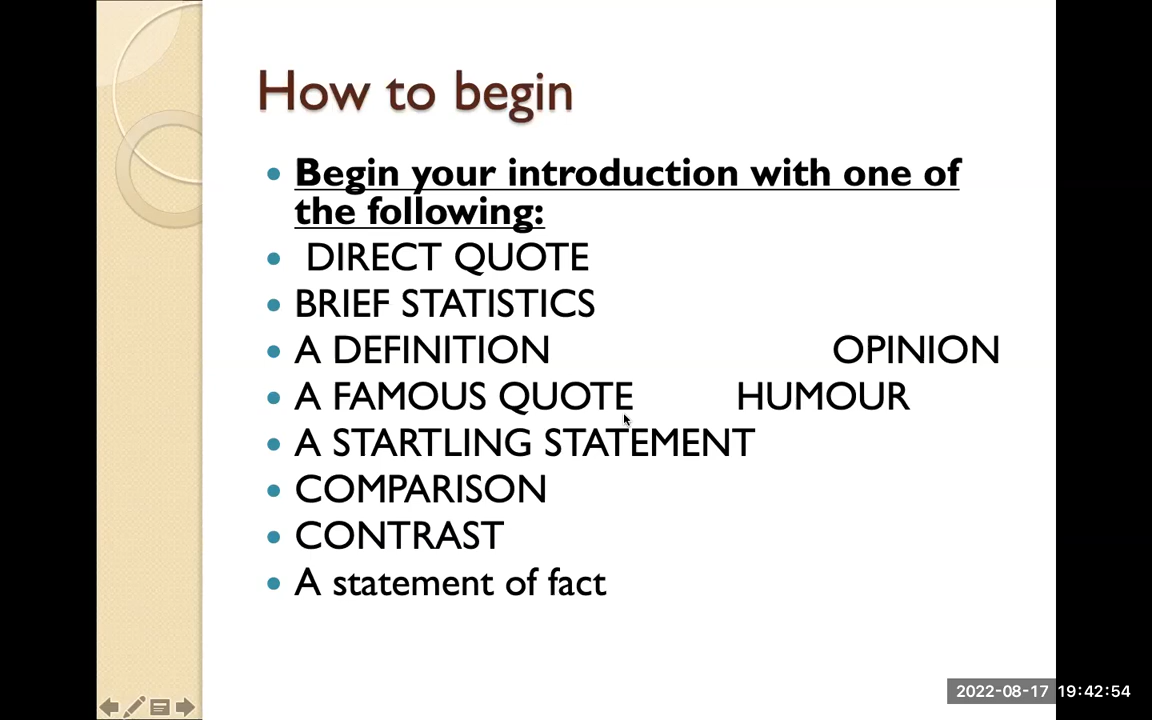 How to begin
Begin your introduction with one of
the following:
DIRECT QUOTE
BRIEF STATISTICS
A DEFINITION OPINION
A FAMOUS QUOTE HUMOUR
A STARTLING STATEMENT
COMPARISON
CONTRAST
A statement of fact
2022-08-17 19:42:54